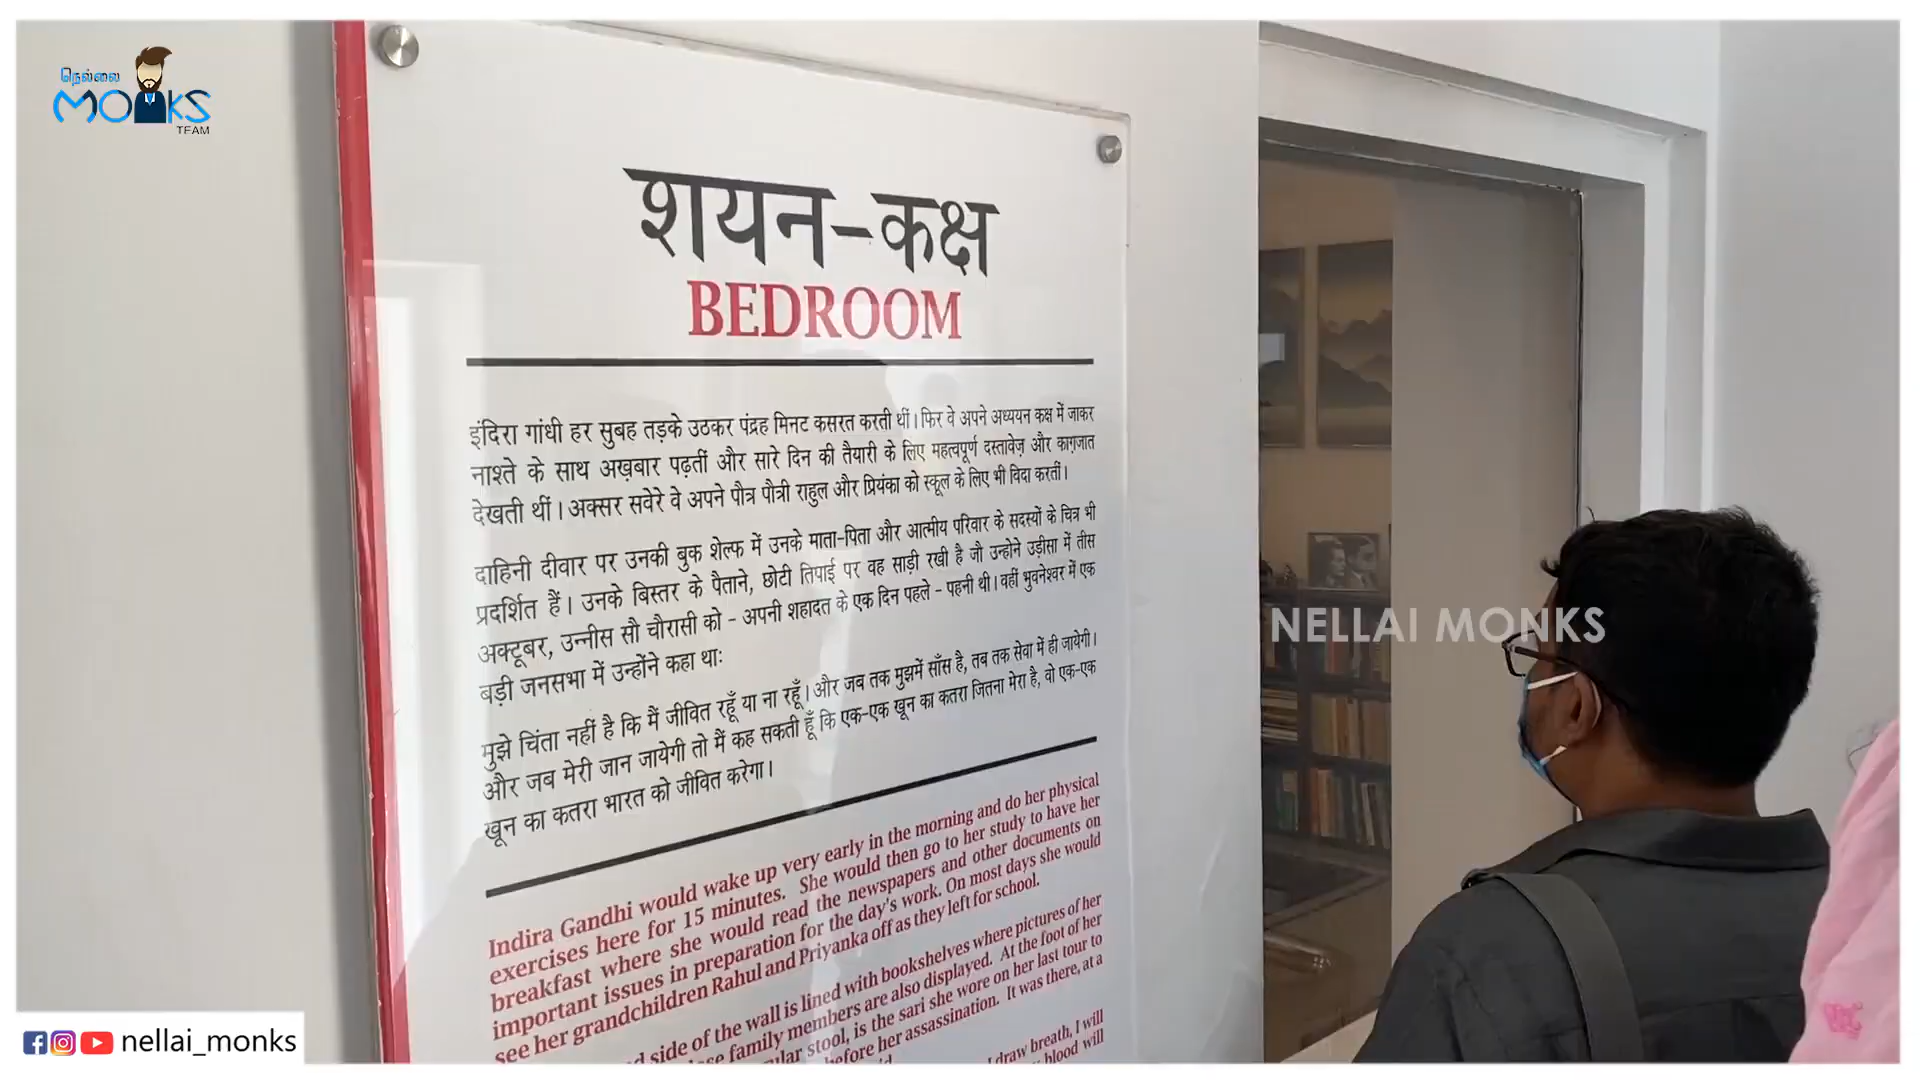 நெல்லை
MONKS
TEAM
शयन-कक्ष
BEDROOM
इंदिरा गांधी हर सुबह तड़के उठकर पंद्रह मिनट कसरत करती थीं। फिर वे अपने अध्ययन कक्ष में जाकर
नाश्ते के साथ अख़बार पढ़तीं और सारे दिन की तैयारी के लिए महत्वपूर्ण दस्तावेज़ और काग़जात
देखती थीं। अक्सर सवेरे वे अपने पौत्र पौत्री राहुल और प्रियंका को स्कूल के लिए भी विदा करतीं।
दाहिनी दीवार पर उनकी बुक शेल्फ में उनके माता-पिता और आत्मीय परिवार के सदस्यों के चित्र भी
प्रदर्शित हैं। उनके बिस्तर के पैताने, छोटी तिपाई पर वह साड़ी रखी है जौ उन्होने उड़ीसा में तीस
अक्टूबर, उन्नीस सौ चौरासी को - अपनी शहादत के एक दिन पहले - पहनी थी। वहीं भुवनेश्वर में एक
बड़ी जनसभा में उन्होंने कहा था:
मुझे चिंता नहीं है कि मैं जीवित रहूँ या ना रहूँ। और जब तक मुझमें साँस है, तब तक सेवा में ही जायेगी।
और जब मेरी जान जायेगी तो मैं कह सकती हूँ कि एक-एक खून का कतरा जितना मेरा है, वो एक-एक
खून का कतरा भारत को जीवित करेगा।
Indira Gandhi would wake up very early in the morning and do her physical
exercises here for 15 minutes. She would then go to her study to have her
breakfast where she would read the newspapers and other documents on
important issues in preparation for the day's work. On most days she would
see her grandchildren Rahul and Priyanka off as they left for school.
side of the wall is lined with bookshelves where pictures of her
family members are also displayed. At the foot of her
stool, is the sari she wore on her last tour to
before her assassination. It was there, at a
draw breath, I will
blood will
NELLAI MONKS
nellai_monks